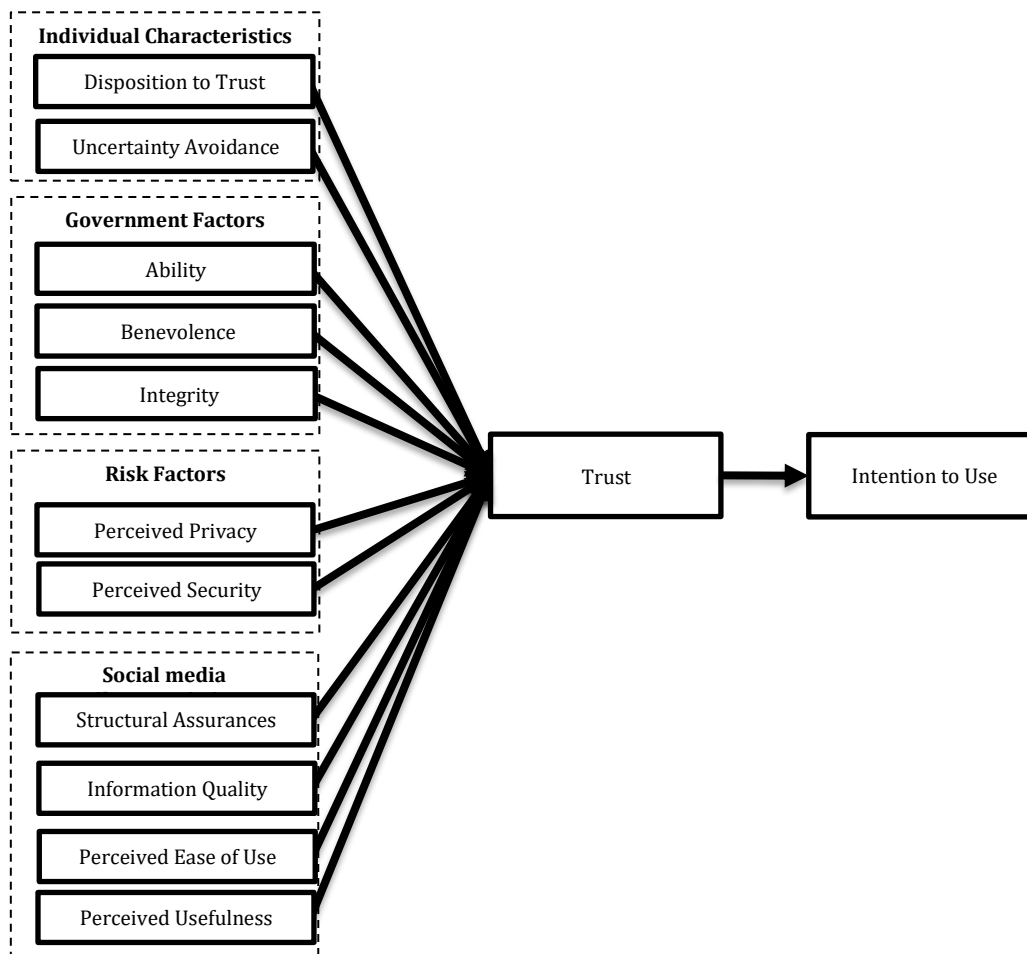 Individual Characteristics
Disposition to Trust
Uncertainty Avoidance
Government Factors
Ability
Benevolence
Integrity
Risk Factors
Perceived Privacy
Perceived Security
Social media
Structural Assurances
Information Quality
Perceived Ease of Use
Perceived Usefulness
Trust
Intention to Use